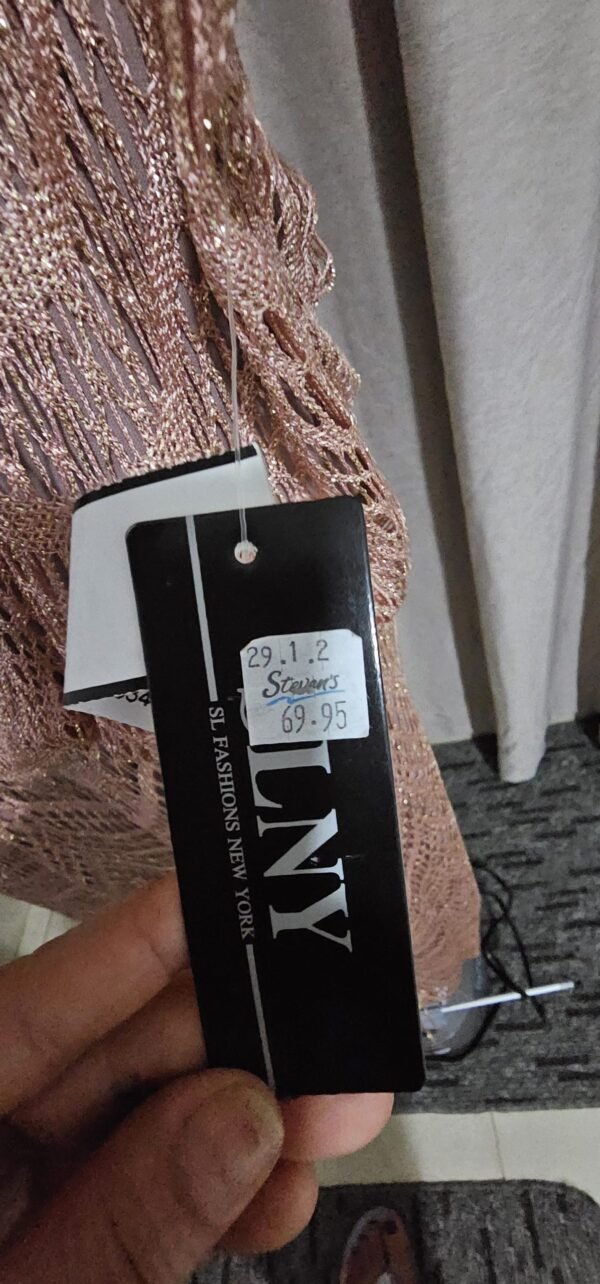 29.1.2
Stevan's
69.95
LNY
SL FASHIONS NEW YORK